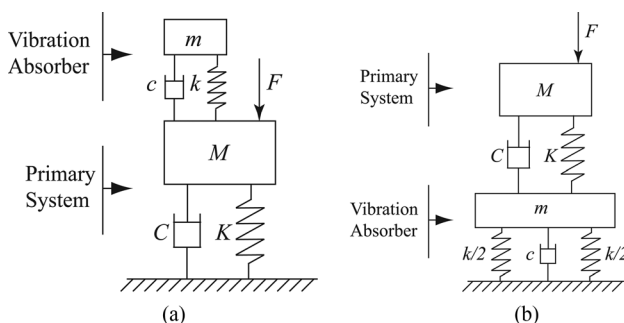 Vibration
Absorber
m
c
k
F
M
Primary
System
C
K
(a)
F
Primary
System
M
C
K
Vibration
Absorber
m
k/2
c
k/2
(b)